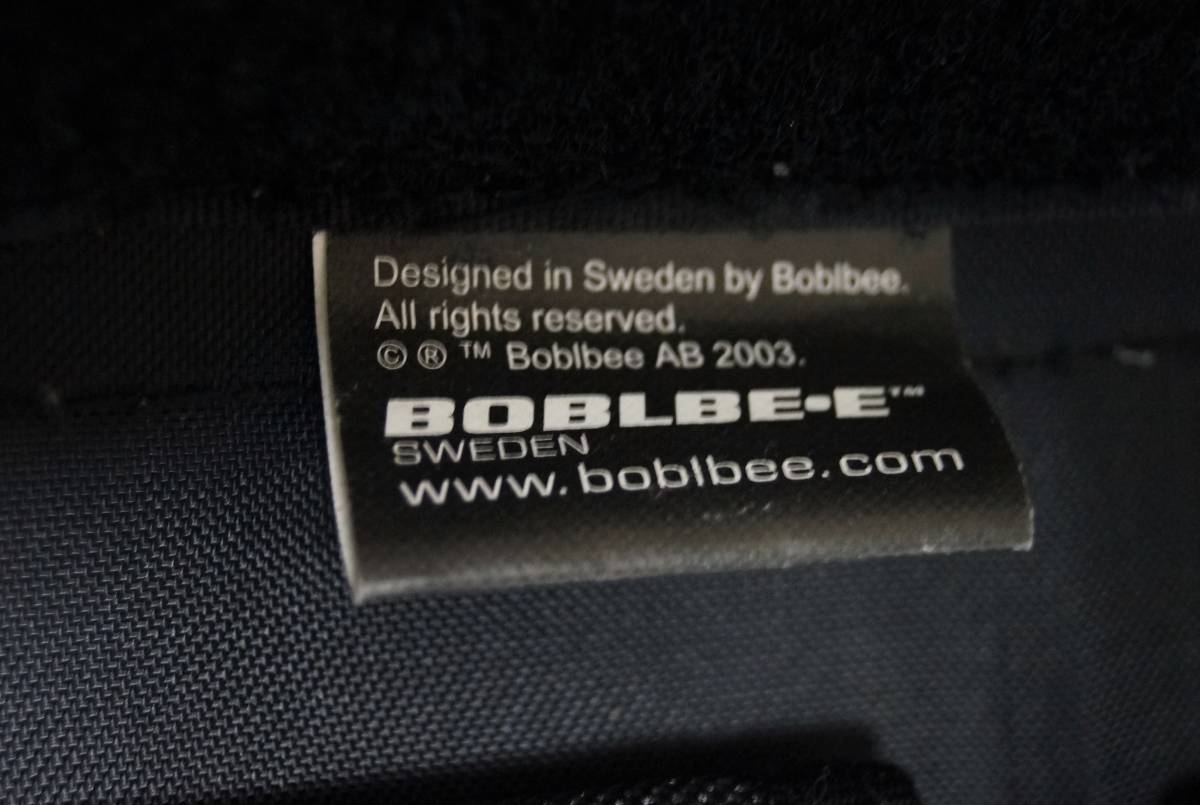 Designed in Sweden by Boblbee.
All rights reserved.
© ® ™ Boblbee AB 2003.
BOBLBE-E™
SWEDEN
www.boblbee.com